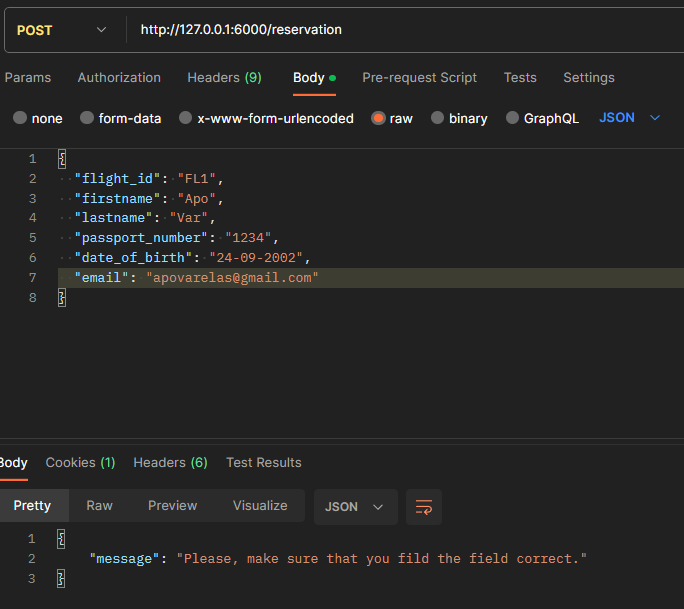 POST http://127.0.0.1:6000/reservation
Params Authorization Headers (9) Body Pre-request Script Tests Settings
none form-data x-www-form-urlencoded raw binary GraphQL JSON
1 {
2 "flight_id": "FL1",
3 "firstname": "Apo",
4 "lastname": "Var",
5 "passport_number": "1234",
6 "date_of_birth": "24-09-2002",
7 "email": "apovarelas@gmail.com"
8 }
Body Cookies (1) Headers (6) Test Results
Pretty Raw Preview Visualize JSON
1 {
2 "message": "Please, make sure that you fild the field correct."
3 }